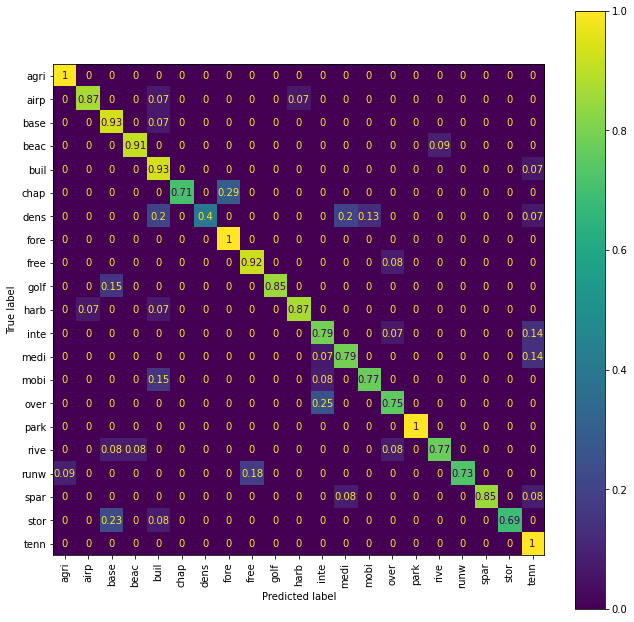 1.0
agri 1 0 0 0 0 0 0 0 0 0 0 0 0 0 0 0 0 0 0 0 0
airp 0 0.87 0 0 0.07 0 0 0 0 0 0.07 0 0 0 0 0 0 0 0 0 0
base 0 0 0.93 0 0.07 0 0 0 0 0 0 0 0 0 0 0 0 0 0 0 0
0.8
beac 0 0 0 0.91 0 0 0 0 0 0 0 0 0 0 0 0 0.09 0 0 0 0
buil 0 0 0 0 0.93 0 0 0 0 0 0 0 0 0 0 0 0 0 0 0 0.07
chap 0 0 0 0 0 0.71 0 0.29 0 0 0 0 0 0 0 0 0 0 0 0 0
dens 0 0 0 0 0.2 0 0.4 0 0 0 0 0 0.2 0.13 0 0 0 0 0 0 0.07
fore 0 0 0 0 0 0 0 1 0 0 0 0 0 0 0 0 0 0 0 0 0
0.6
free 0 0 0 0 0 0 0 0 0.92 0 0 0 0 0 0.08 0 0 0 0 0 0
golf 0 0 0.15 0 0 0 0 0 0 0.85 0 0 0 0 0 0 0 0 0 0 0
True label
harb 0 0.07 0 0 0.07 0 0 0 0 0 0.87 0 0 0 0 0 0 0 0 0 0
inte 0 0 0 0 0 0 0 0 0 0 0 0.79 0 0 0.07 0 0 0 0 0 0.14
medi 0 0 0 0 0 0 0 0 0 0 0 0.07 0.79 0 0 0 0 0 0 0 0.14
0.4
mobi 0 0 0 0 0.15 0 0 0 0 0 0 0.08 0 0.77 0 0 0 0 0 0 0
over 0 0 0 0 0 0 0 0 0 0 0 0.25 0 0 0.75 0 0 0 0 0 0
park 0 0 0 0 0 0 0 0 0 0 0 0 0 0 0 1 0 0 0 0 0
rive 0 0 0.08 0.08 0 0 0 0 0 0 0 0 0 0 0.08 0 0.77 0 0 0 0
runw 0.09 0 0 0 0 0 0 0 0.18 0 0 0 0 0 0 0 0 0.73 0 0 0
0.2
spar 0 0 0 0 0 0 0 0 0 0 0 0 0.08 0 0 0 0 0 0.85 0 0.08
stor 0 0 0.23 0 0.08 0 0 0 0 0 0 0 0 0 0 0 0 0 0 0.69 0
tenn 0 0 0 0 0 0 0 0 0 0 0 0 0 0 0 0 0 0 0 0 1
0.0
agri airp base beac buil chap dens fore free golf harb inte medi mobi over park rive runw spar stor tenn
Predicted label